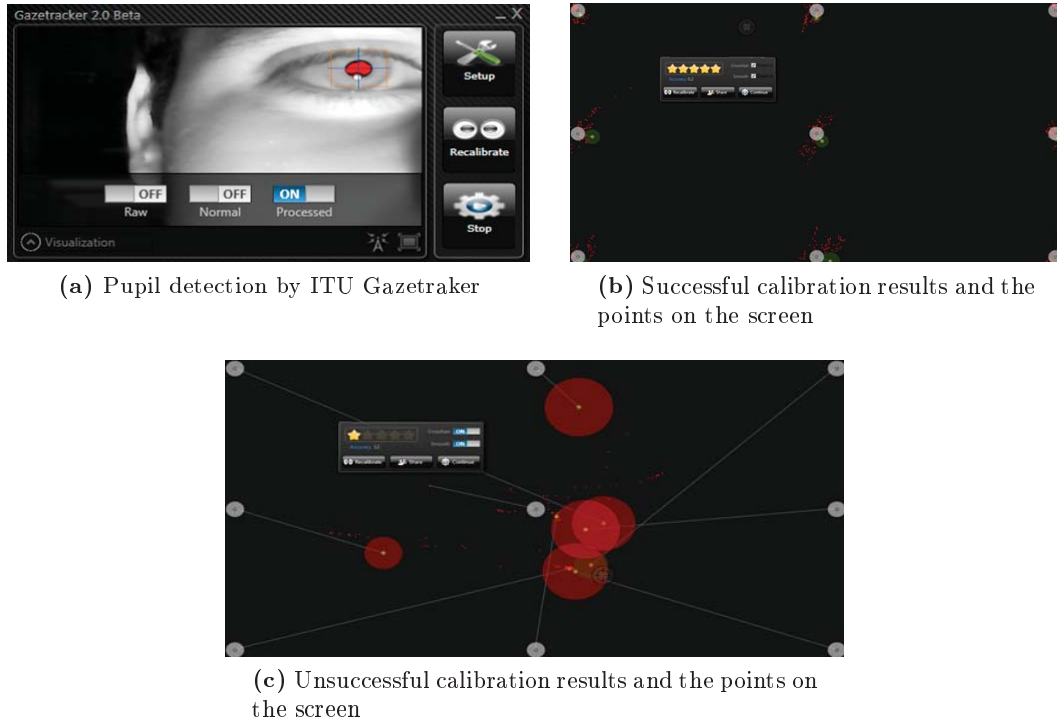 Gazetracker 2.0 Beta
Setup
Recalibrate
Stop
OFF
OFF
ON
Raw
Normal
Processed
Visualization
(a) Pupil detection by ITU Gazetraker
Recalibrate
Share
Continue
(b) Successful calibration results and the
points on the screen
ON
ON
Recalibrate
Share
Continue
(c) Unsuccessful calibration results and the points on
the screen